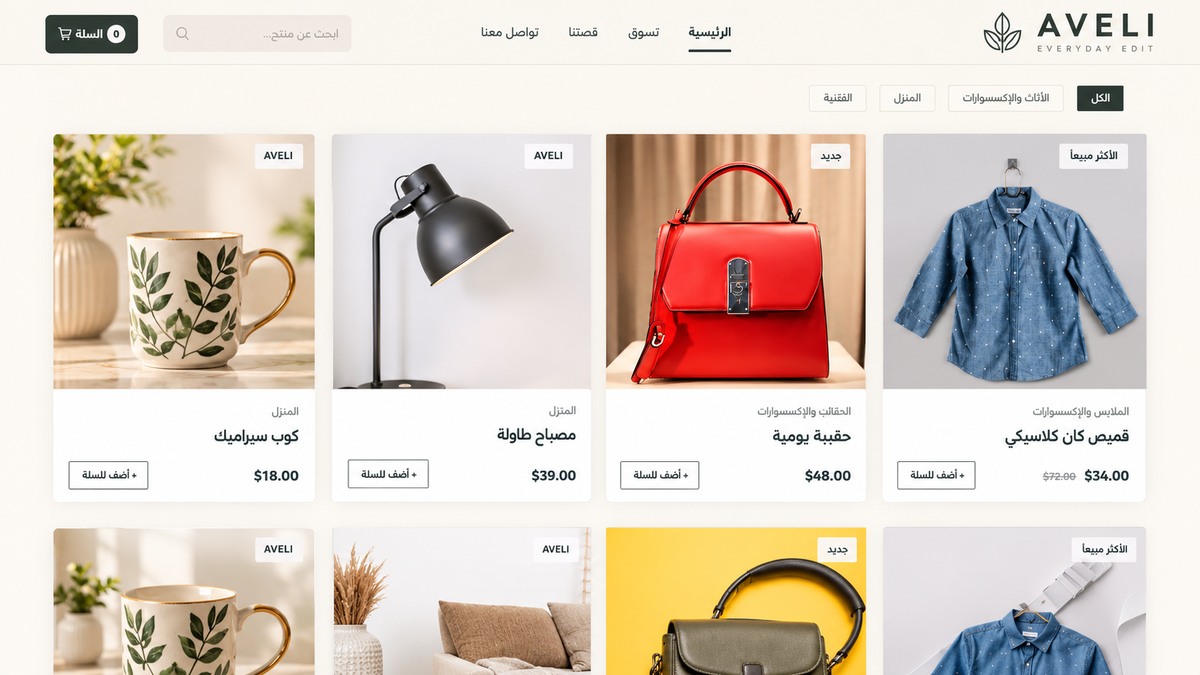 AVELI
EVERYDAY EDIT
الرئيسية
تسوق
قصتنا
تواصل معنا
ابحث عن منتج...
السلة 0
الكل
الأثاث والإكسسوارات
المنزل
الفقنية
الأكثر مبيعاً
الملابس والإكسسوارات
قميص كان كلاسيكي
$34.00 $72.00
+ أضف للسلة
جديد
الحقائب والإكسسوارات
حقببة يومية
$48.00
+ أضف للسلة
AVELI
المتزل
مصباح طاولة
$39.00
+ أضف للسلة
AVELI
المنزل
كوب سيراميك
$18.00
+ أضف للسلة
الأكثر مبيعاً
جديد
AVELI
AVELI